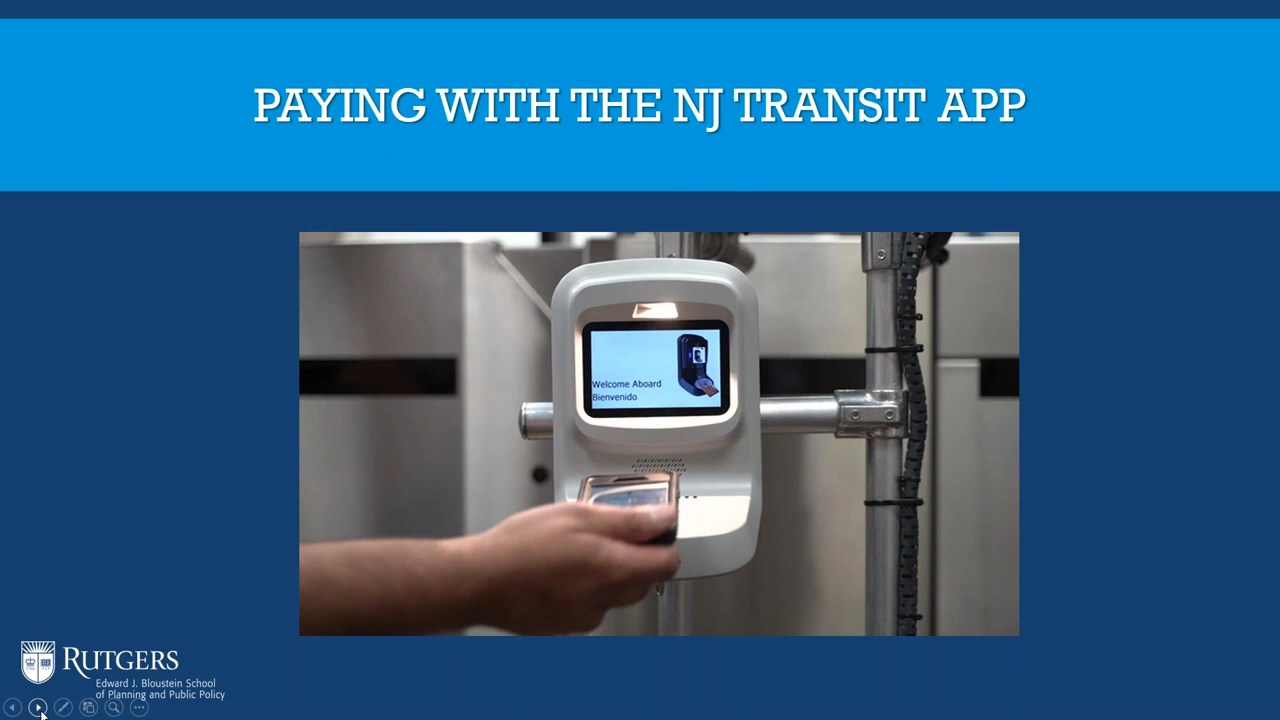 PAYING WITH THE NJ TRANSIT APP
Welcome Aboard
Bienvenido
RUTGERS
Edward J. Bloustein School
of Planning and Public Policy